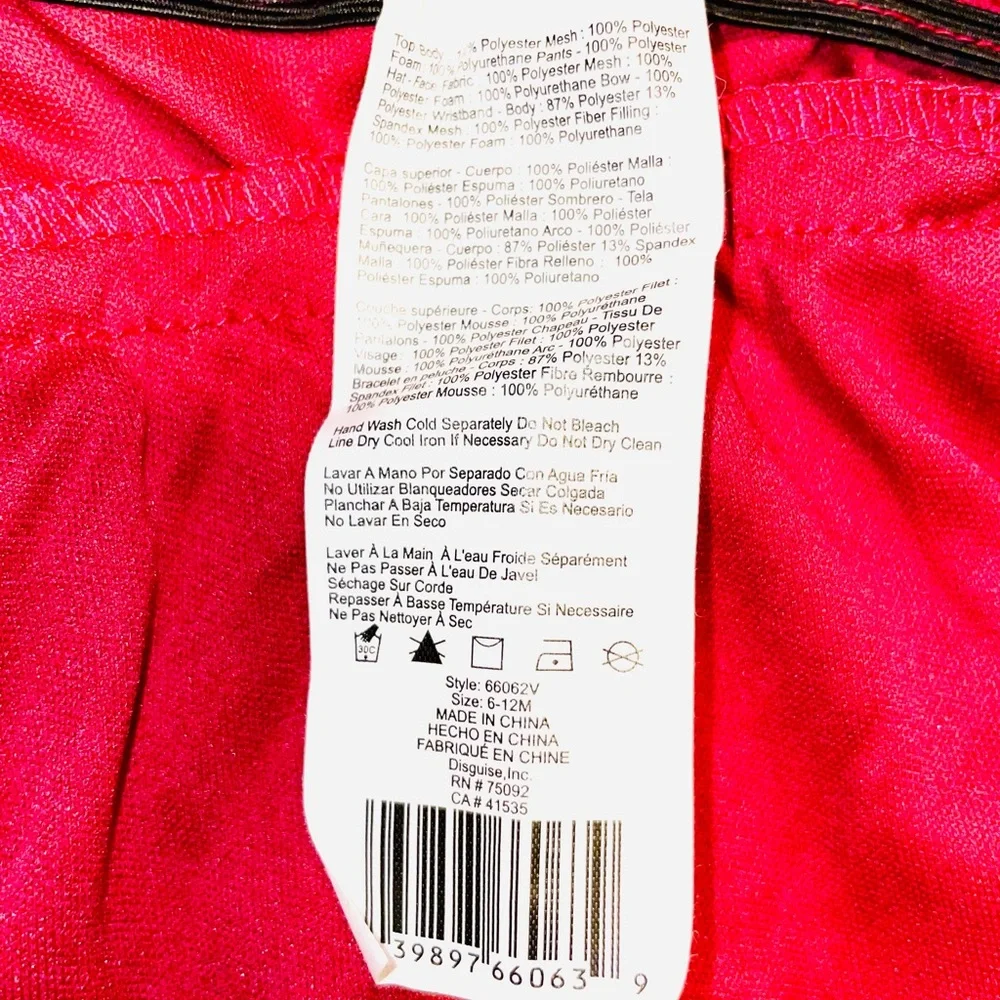 Top Body % Polyester Mesh : 100% Polyester
Foam : 100% Polyurethane Pants - 100% Polyester
Hat - Face Fabric 100% Polyester Mesh : 100%
Polyester Foam : 100% Polyurethane Bow - 100%
Polyester Wristband - Body : 87% Polyester 13%
Spandex Mesh : 100% Polyester Fiber Filling :
100% Polyester Foam : 100% Polyurethane
Capa superior - Cuerpo : 100% Poliéster Malla :
100% Poliéster Espuma : 100% Poliuretano
Pantalones - 100% Poliéster Sombrero - Tela
Cara 100% Poliéster Malla : 100% Poliéster
Espuma : 100% Poliuretano Arco - 100% Poliéster
Muñequera - Cuerpo : 87% Poliéster 13% Spandex
Malla : 100% Poliéster Fibra Relleno : 100%
Poliéster Espuma : 100% Poliuretano
Couche supérieure - Corps: 100% Polyester Filet :
100% Polyester Mousse : 100% Polyuréthane
Pantalons - 100% Polyester Chapeau - Tissu De
Visage: 100% Polyester Filet : 100% Polyester
Mousse : 100% Polyuréthane Arc - 100% Polyester
Bracelet en peluche - Corps : 87% Polyester 13%
Spandex Filet : 100% Polyester Fibre Rembourre :
100% Polyester Mousse : 100% Polyuréthane
Hand Wash Cold Separately Do Not Bleach
Line Dry Cool Iron If Necessary Do Not Dry Clean
Lavar A Mano Por Separado Con Agua Fría
No Utilizar Blanqueadores Secar Colgada
Planchar A Baja Temperatura Si Es Necesario
No Lavar En Seco
Laver À La Main À L'eau Froide Séparément
Ne Pas Passer À L'eau De Javel
Séchage Sur Corde
Repasser À Basse Température Si Necessaire
Ne Pas Nettoyer À Sec
30C
Style: 66062V
Size: 6-12M
MADE IN CHINA
HECHO EN CHINA
FABRIQUÉ EN CHINE
Disguise,Inc.
RN # 75092
CA # 41535
39897 66063 9